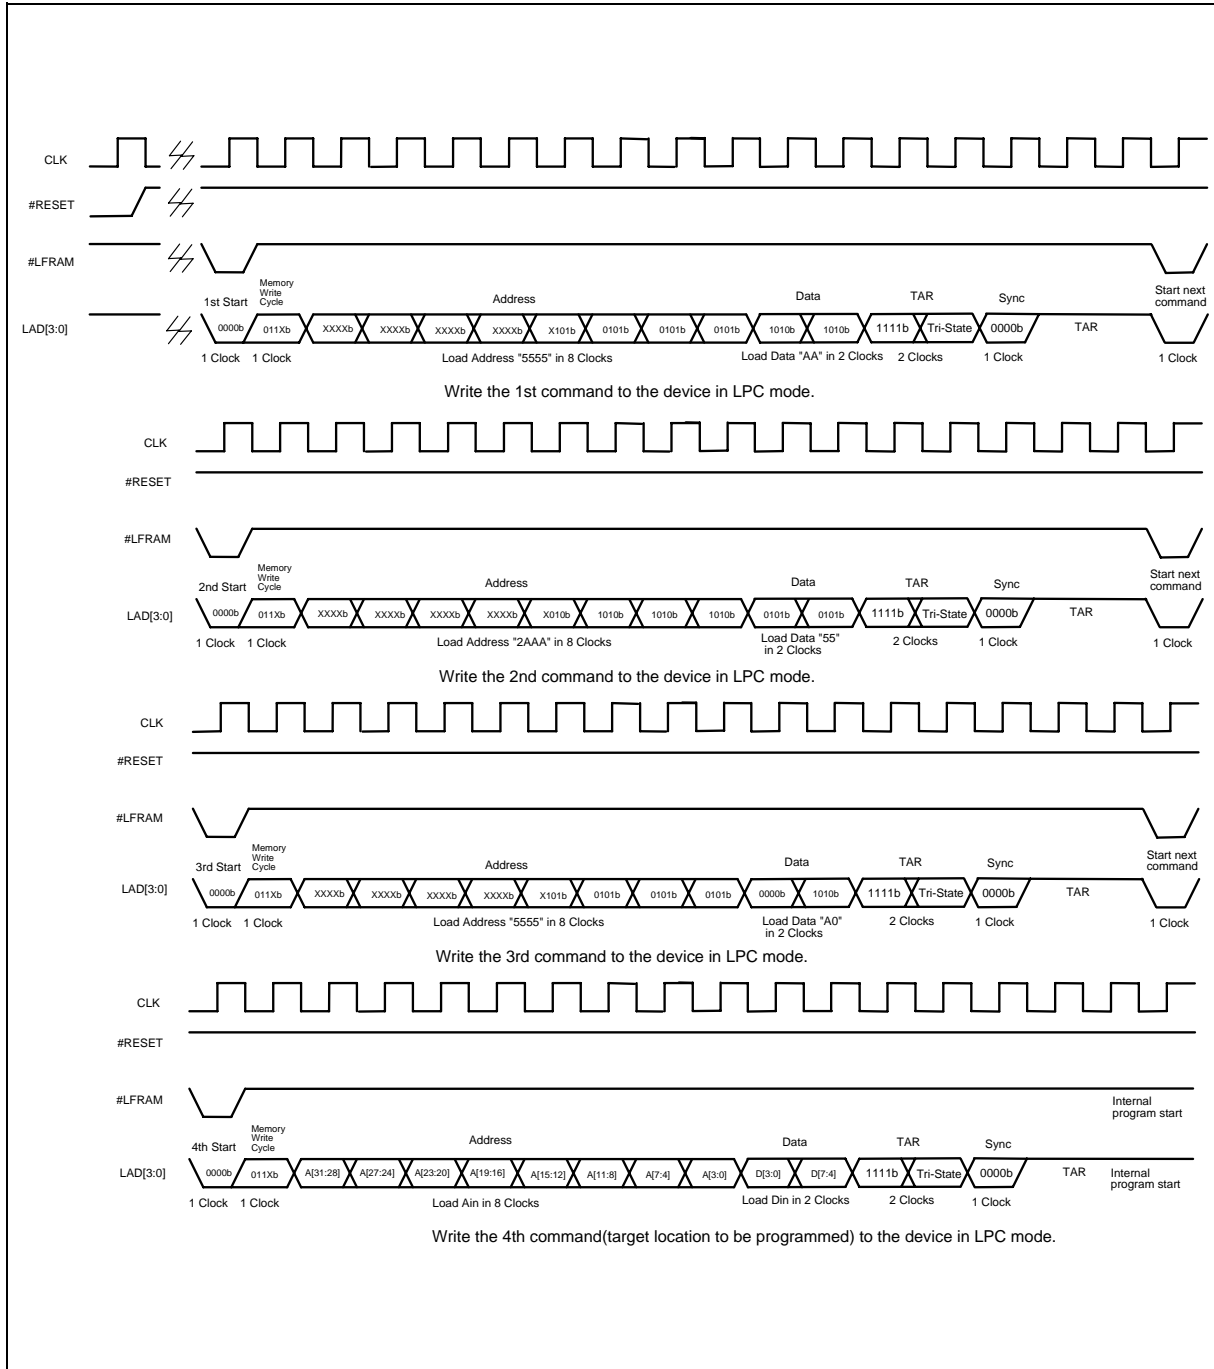 CLK
#RESET
#LFRAM
Memory
Write
Cycle
1st Start
Address
Data
TAR
Sync
Start next
command
LAD[3:0]
0000b 011Xb XXXXb XXXXb XXXXb XXXXb X101b 0101b 0101b 0101b 1010b 1010b 1111b Tri-State 0000b TAR
1 Clock 1 Clock Load Address "5555" in 8 Clocks Load Data "AA" in 2 Clocks 2 Clocks 1 Clock 1 Clock
Write the 1st command to the device in LPC mode.
CLK
#RESET
#LFRAM
Memory
Write
Cycle
2nd Start
Address
Data
TAR
Sync
Start next
command
LAD[3:0]
0000b 011Xb XXXXb XXXXb XXXXb XXXXb X010b 1010b 1010b 1010b 0101b 0101b 1111b Tri-State 0000b TAR
1 Clock 1 Clock Load Address "2AAA" in 8 Clocks
Load Data "55"
in 2 Clocks
2 Clocks 1 Clock 1 Clock
Write the 2nd command to the device in LPC mode.
CLK
#RESET
#LFRAM
Memory
Write
Cycle
3rd Start
Address
Data
TAR
Sync
Start next
command
LAD[3:0]
0000b 011Xb XXXXb XXXXb XXXXb XXXXb X101b 0101b 0101b 0101b 0000b 1010b 1111b Tri-State 0000b TAR
1 Clock 1 Clock Load Address "5555" in 8 Clocks
Load Data "A0"
in 2 Clocks
2 Clocks 1 Clock 1 Clock
Write the 3rd command to the device in LPC mode.
CLK
#RESET
#LFRAM
Internal
program start
Memory
Write
Cycle
4th Start
Address
Data
TAR
Sync
LAD[3:0]
0000b 011Xb A[31:28] A[27:24] A[23:20] A[19:16] A[15:12] A[11:8] A[7:4] A[3:0] D[3:0] D[7:4] 1111b Tri-State 0000b TAR
Internal
program start
1 Clock 1 Clock Load Ain in 8 Clocks Load Din in 2 Clocks 2 Clocks 1 Clock
Write the 4th command(target location to be programmed) to the device in LPC mode.